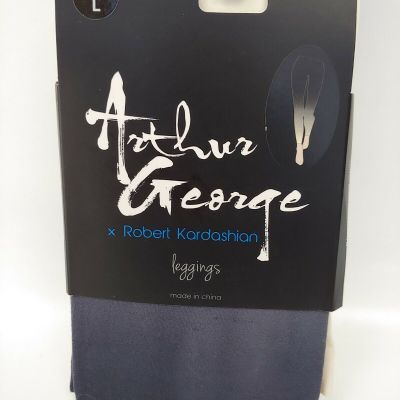 L
Arthur
George
x Robert Kardashian
leggings
made in china